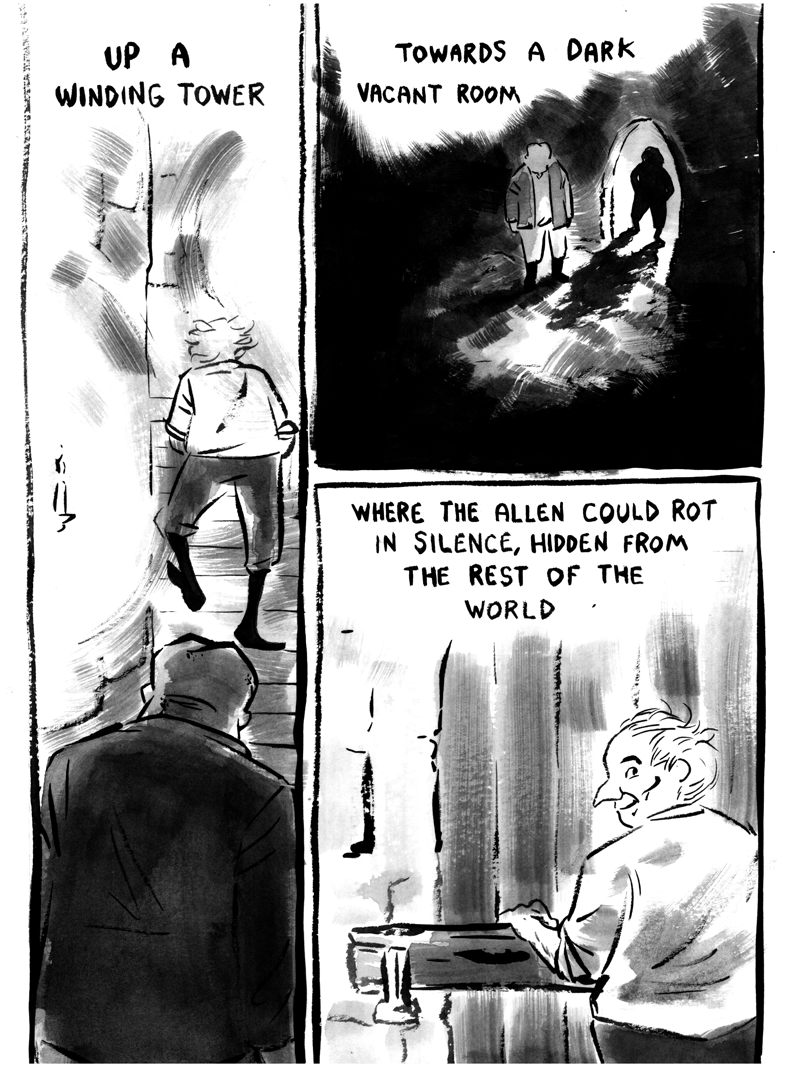 UP A
WINDING TOWER
TOWARDS A DARK
VACANT ROOM
WHERE THE ALLEN COULD ROT
IN SILENCE, HIDDEN FROM
THE REST OF THE
WORLD